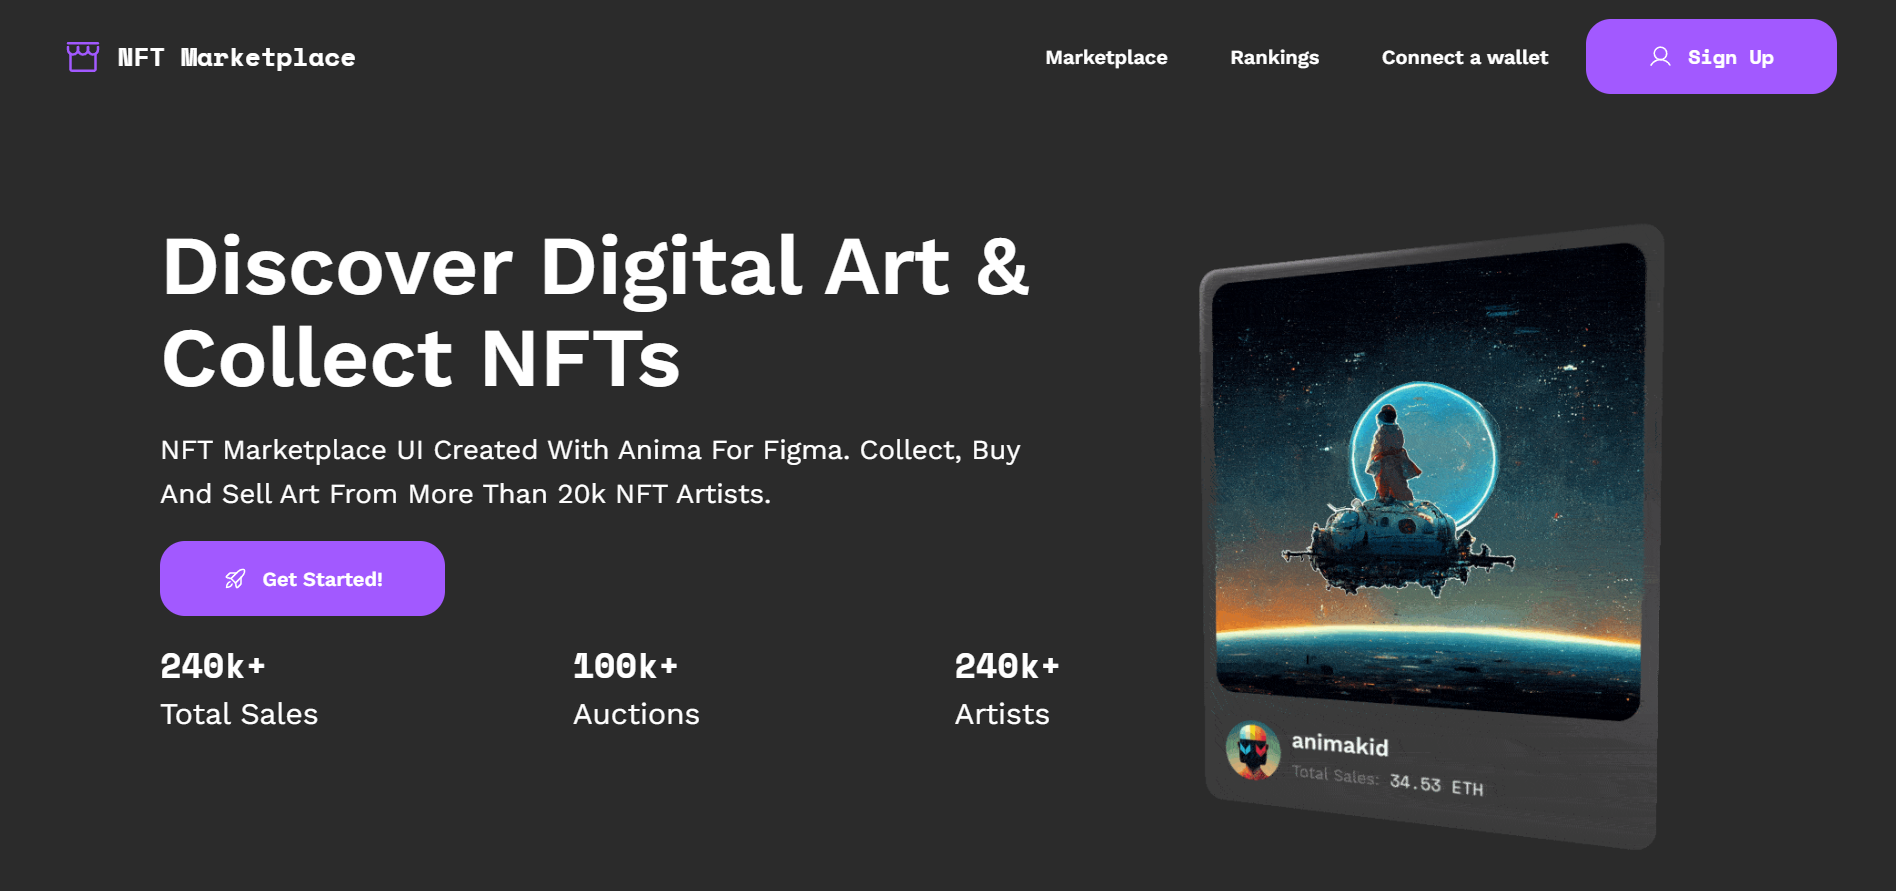 NFT Marketplace
Marketplace
Rankings
Connect a wallet
Sign Up
Discover Digital Art &
Collect NFTs
NFT Marketplace UI Created With Anima For Figma. Collect, Buy
And Sell Art From More Than 20k NFT Artists.
Get Started!
240k+
Total Sales
100k+
Auctions
240k+
Artists
animakid
Total Sales: 34.53 ETH